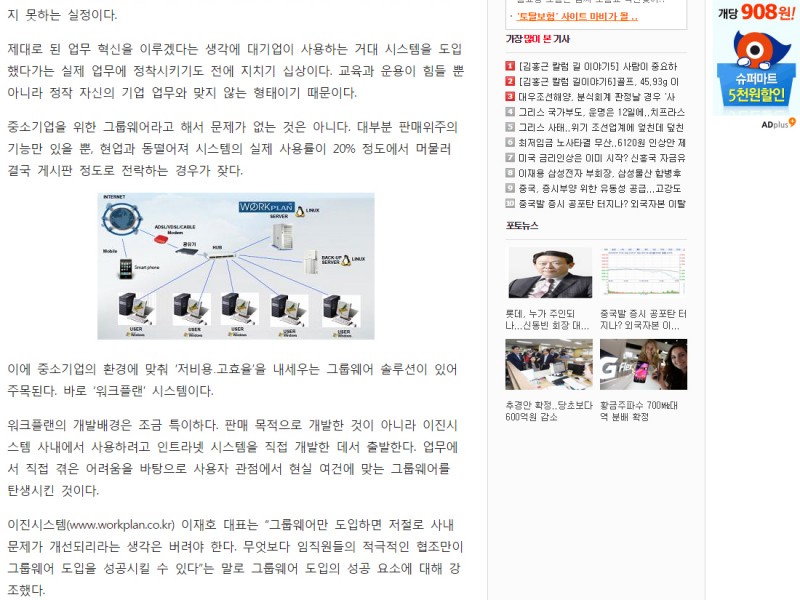 지 못하는 실정이다.
제대로 된 업무 혁신을 이루겠다는 생각에 대기업이 사용하는 거대 시스템을 도입
했다가는 실제 업무에 정착시키기도 전에 지치기 십상이다. 교육과 운용이 힘들 뿐
아니라 정작 자신의 기업 업무와 맞지 않는 형태이기 때문이다.
중소기업을 위한 그룹웨어라고 해서 문제가 없는 것은 아니다. 대부분 판매위주의
기능만 있을 뿐, 현업과 동떨어져 시스템의 실제 사용률이 20% 정도에서 머물러
결국 게시판 정도로 전락하는 경우가 잦다.
INTERNET
ADSL/VDSL/CABLE
Modem
공유기
HUB
WORKPLAN
SERVER
LINUX
BACK-UP
SERVER
LINUX
Mobile
Smart phone
USER
Windows
USER
Windows
USER
Windows
USER
Windows
USER
Windows
이에 중소기업의 환경에 맞춰 '저비용.고효율'을 내세우는 그룹웨어 솔루션이 있어
주목된다. 바로 '워크플랜' 시스템이다.
워크플랜의 개발배경은 조금 특이하다. 판매 목적으로 개발한 것이 아니라 이진시
스템 사내에서 사용하려고 인트라넷 시스템을 직접 개발한 데서 출발한다. 업무에
서 직접 겪은 어려움을 바탕으로 사용자 관점에서 현실 여건에 맞는 그룹웨어를
탄생시킨 것이다.
이진시스템(www.workplan.co.kr) 이재호 대표는 "그룹웨어만 도입하면 저절로 사내
문제가 개선되리라는 생각은 버려야 한다. 무엇보다 임직원들의 적극적인 협조만이
그룹웨어 도입을 성공시킬 수 있다"는 말로 그룹웨어 도입의 성공 요소에 대해 강
조했다.
· '토탈보험' 사이트 마비가 될 ..
가장 많이 본 기사
1 [김홍근 칼럼 길 이야기5] 사람이 중요하
2 [김홍근 칼럼 길이야기6]골프, 45.93g 이
3 대우조선해양, 분식회계 판정날 경우 '사
4 그리스 국가부도, 운명은 12일에..,치프라스
5 그리스 사태..위기 조선업계에 엎친데 덮친
6 최저임금 노사타결 무산..6120원 인상안 제
7 미국 금리인상은 이미 시작? 신흥국 자금유
8 이재용 삼성전자 부회장, 삼성물산 합병후
9 중국, 증시부양 위한 유동성 공급...고강도
10 중국발 증시 공포탄 터지나? 외국자본 이탈
포토뉴스
롯데, 누가 주인되
나...신동빈 회장 대...
중국발 증시 공포탄 터
지나? 외국자본 이...
G Flex
추경안 확정..당초보다
600억원 감소
황금주파수 700㎒대
역 분배 확정
개당 908원!
슈퍼마트
5천원할인
ADplus